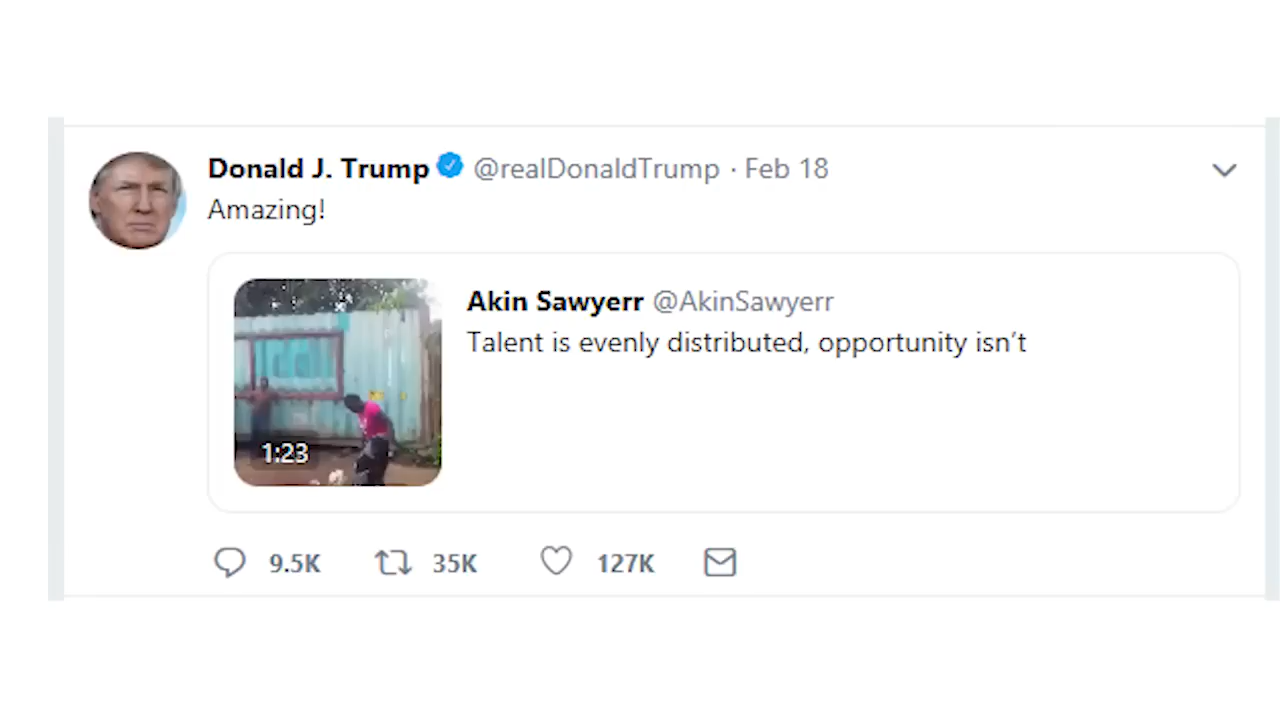 Donald J. Trump @realDonaldTrump · Feb 18
Amazing!
Akin Sawyerr @AkinSawyerr
Talent is evenly distributed, opportunity isn’t
1:23
9.5K 35K 127K